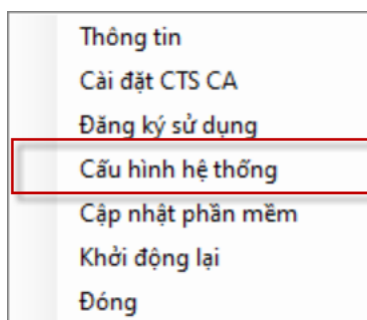 Thông tin
Cài đặt CTS CA
Đăng ký sử dụng
Cấu hình hệ thống
Cập nhật phần mềm
Khởi động lại
Đóng